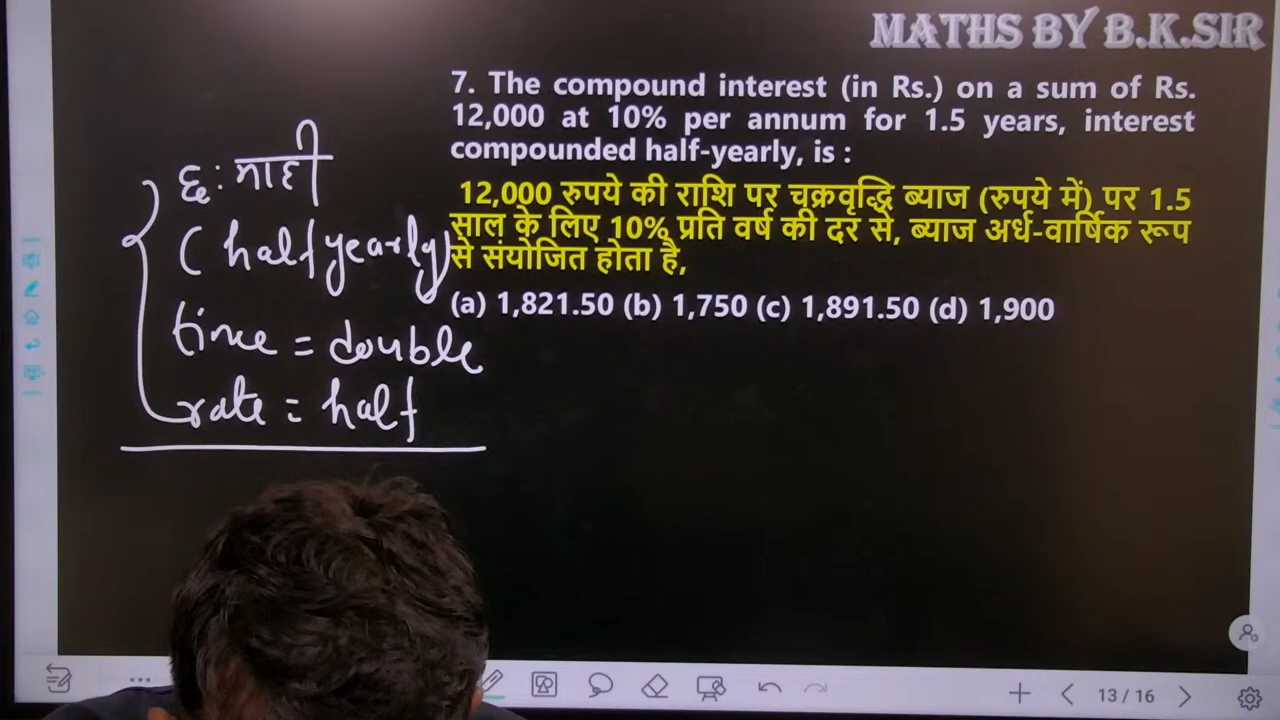 MATHS BY B.K.SIR
7. The compound interest (in Rs.) on a sum of Rs.
12,000 at 10% per annum for 1.5 years, interest
compounded half-yearly, is :
12,000 रुपये की राशि पर चक्रवृद्धि ब्याज (रुपये में) पर 1.5
साल के लिए 10% प्रति वर्ष की दर से, ब्याज अर्ध-वार्षिक रूप
से संयोजित होता है,
(a) 1,821.50 (b) 1,750 (c) 1,891.50 (d) 1,900
छ: माही
(half yearly)
time = double
rate = half
13 / 16